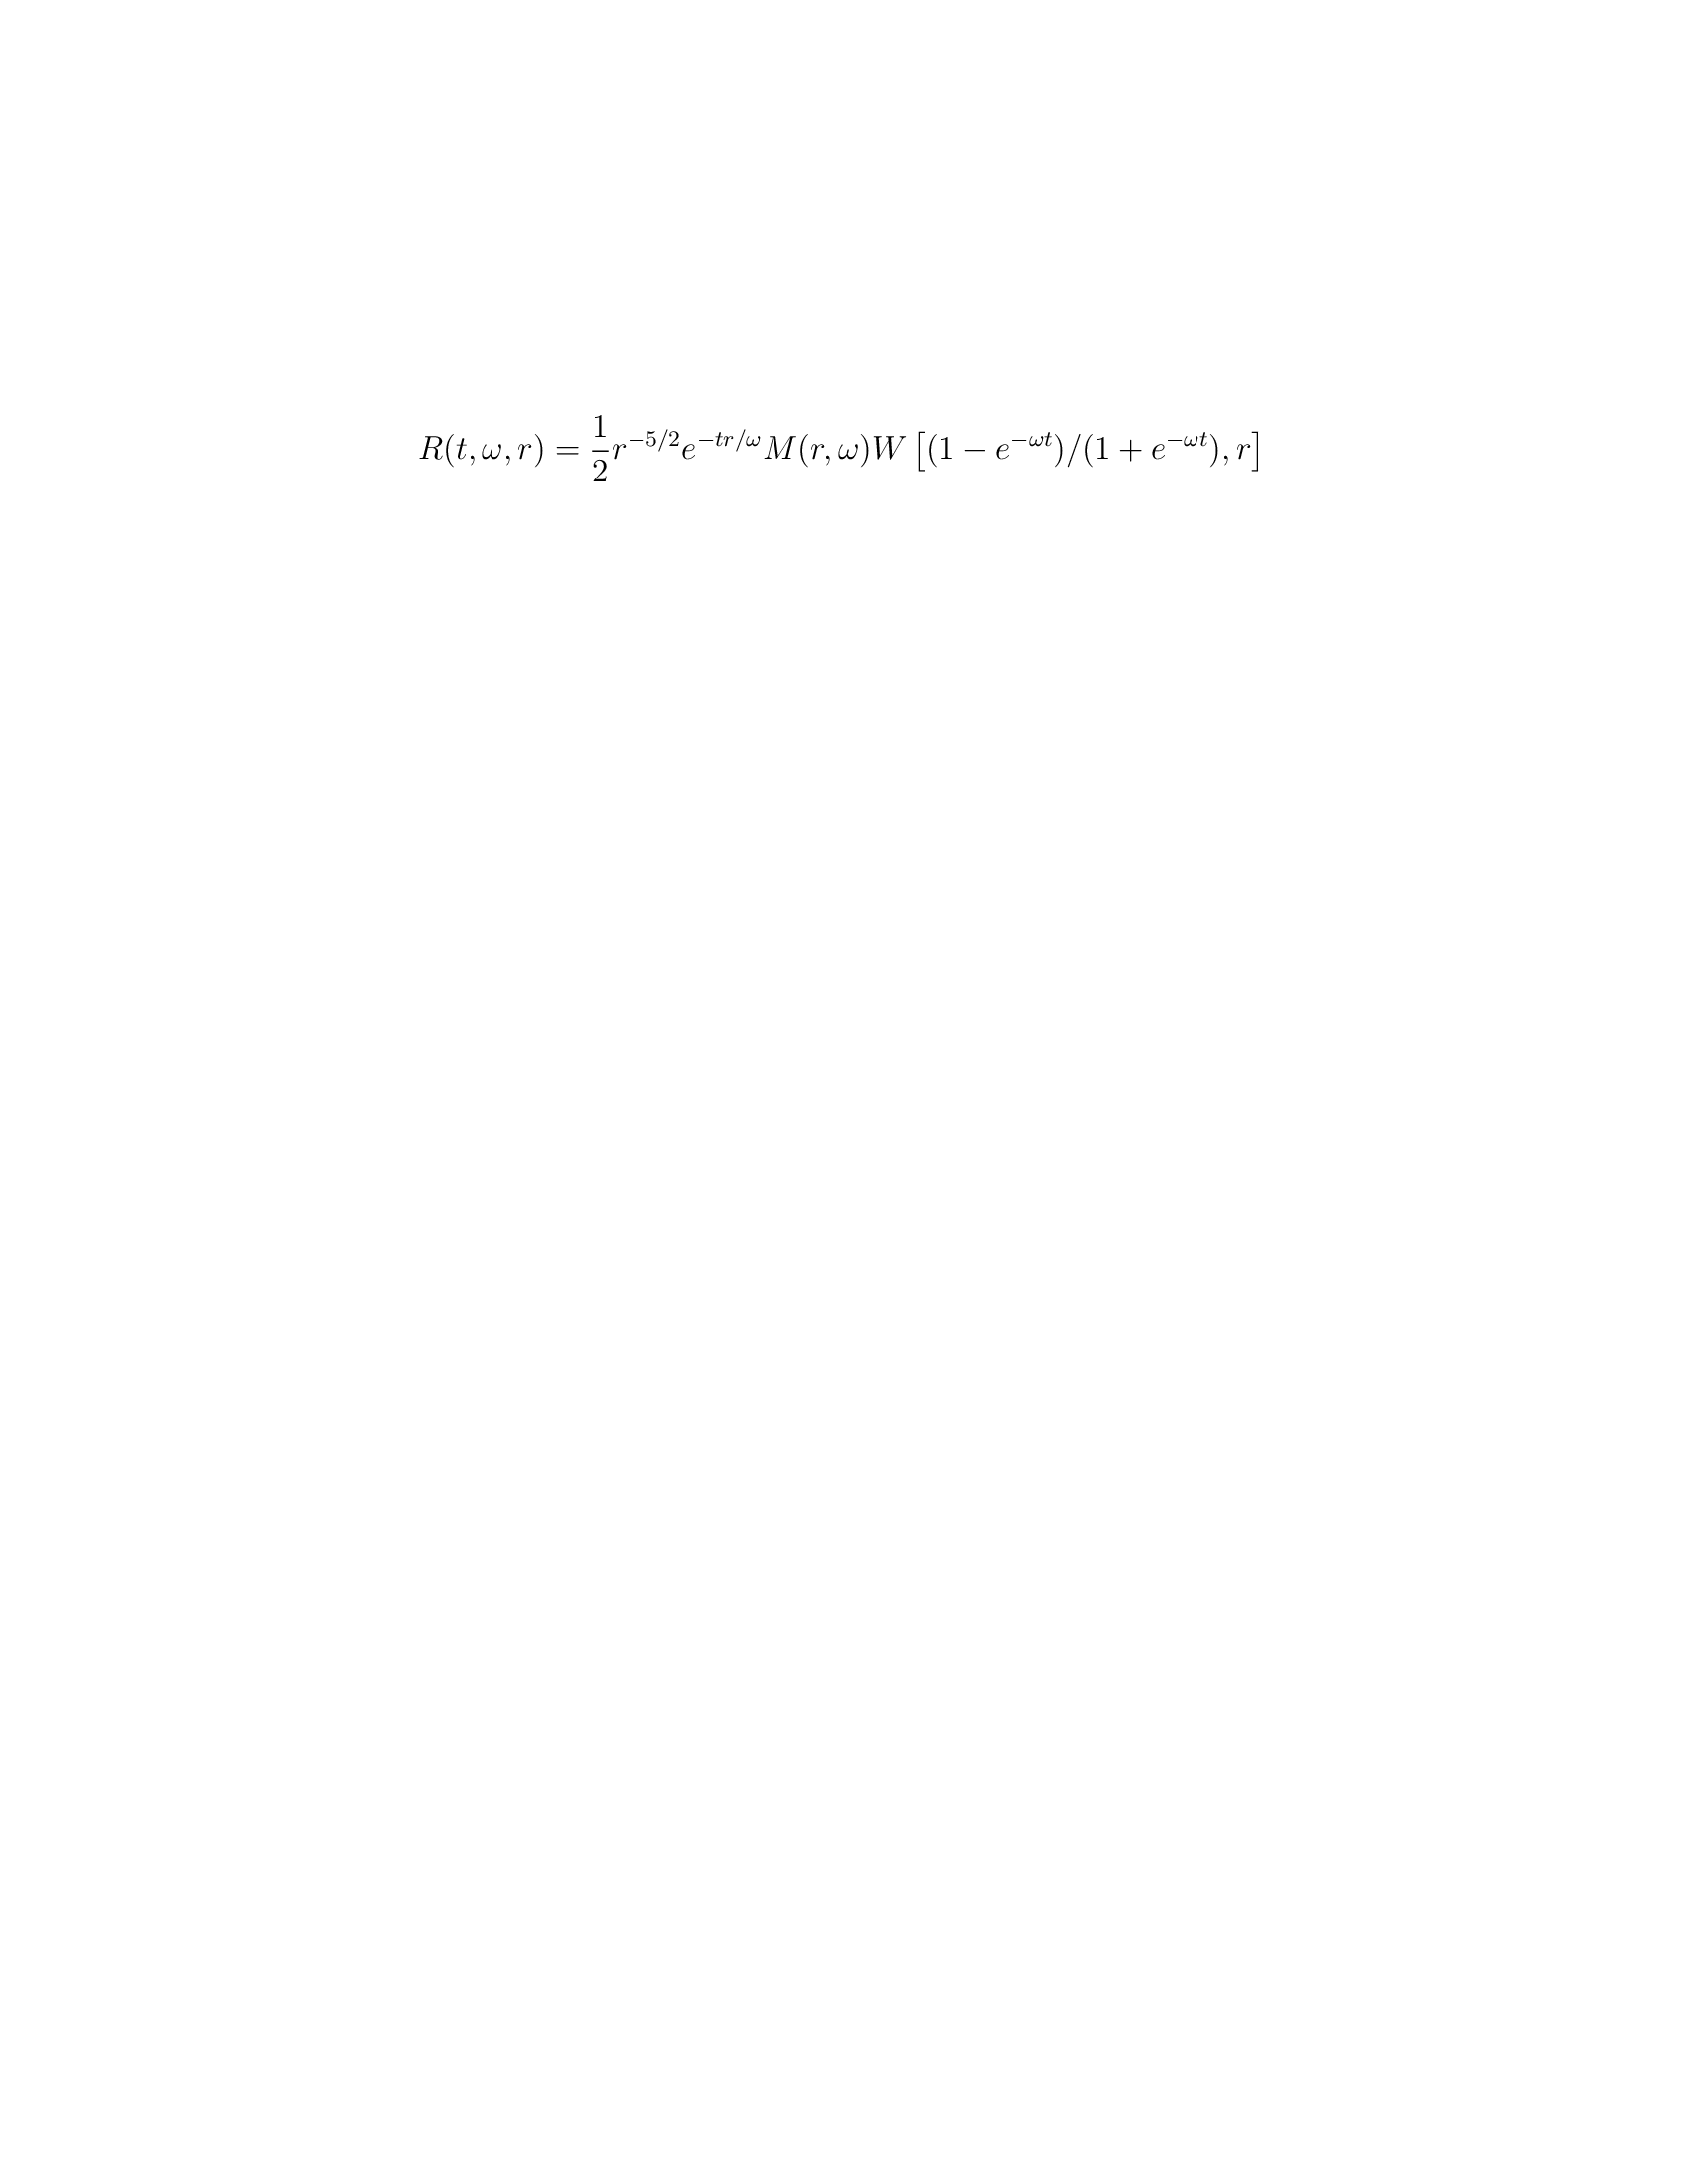 $R(t, \omega, r) = \frac{1}{2} r^{-5/2} e^{-tr/\omega} M(r, \omega) W \left[ (1 - e^{-\omega t})/(1 + e^{-\omega t}), r \right]$